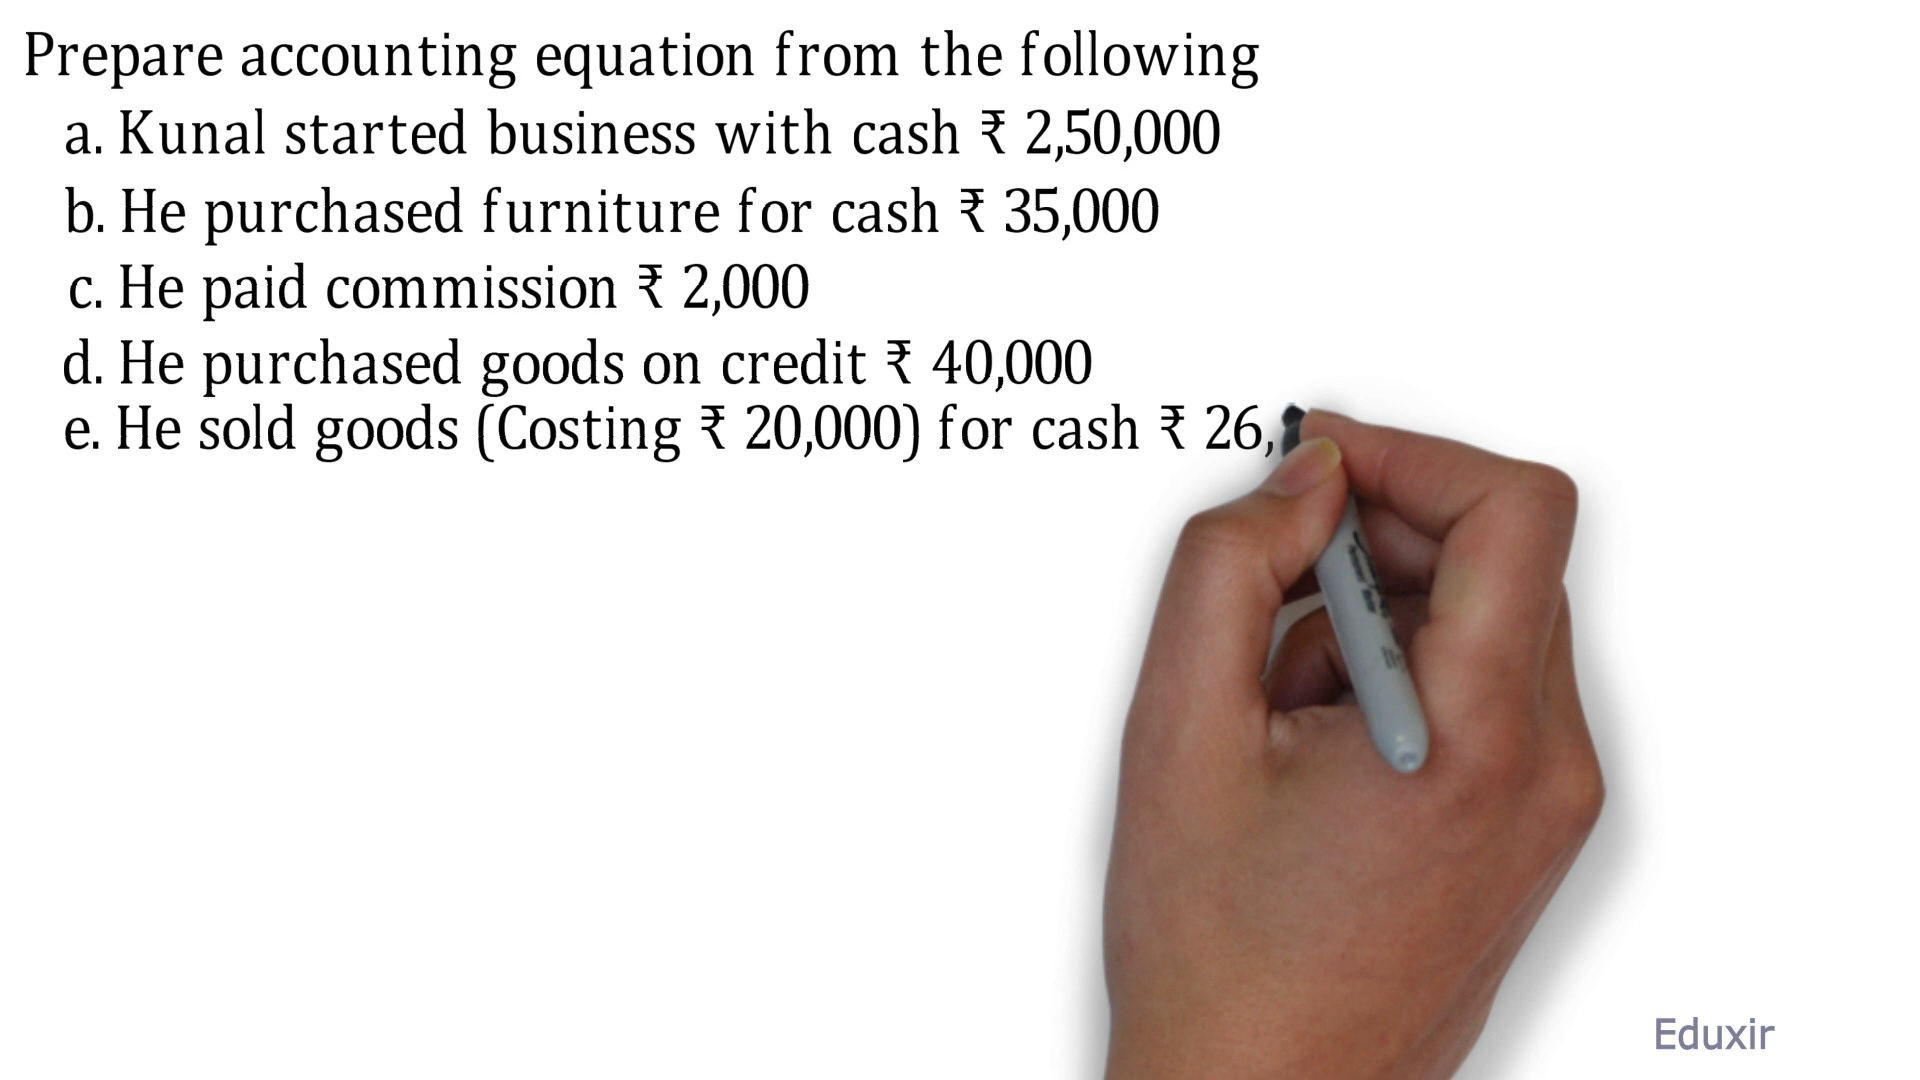 Prepare accounting equation from the following
a. Kunal started business with cash ₹ 2,50,000
b. He purchased furniture for cash ₹ 35,000
c. He paid commission ₹ 2,000
d. He purchased goods on credit ₹ 40,000
e. He sold goods (Costing ₹ 20,000) for cash ₹ 26,
Eduxir